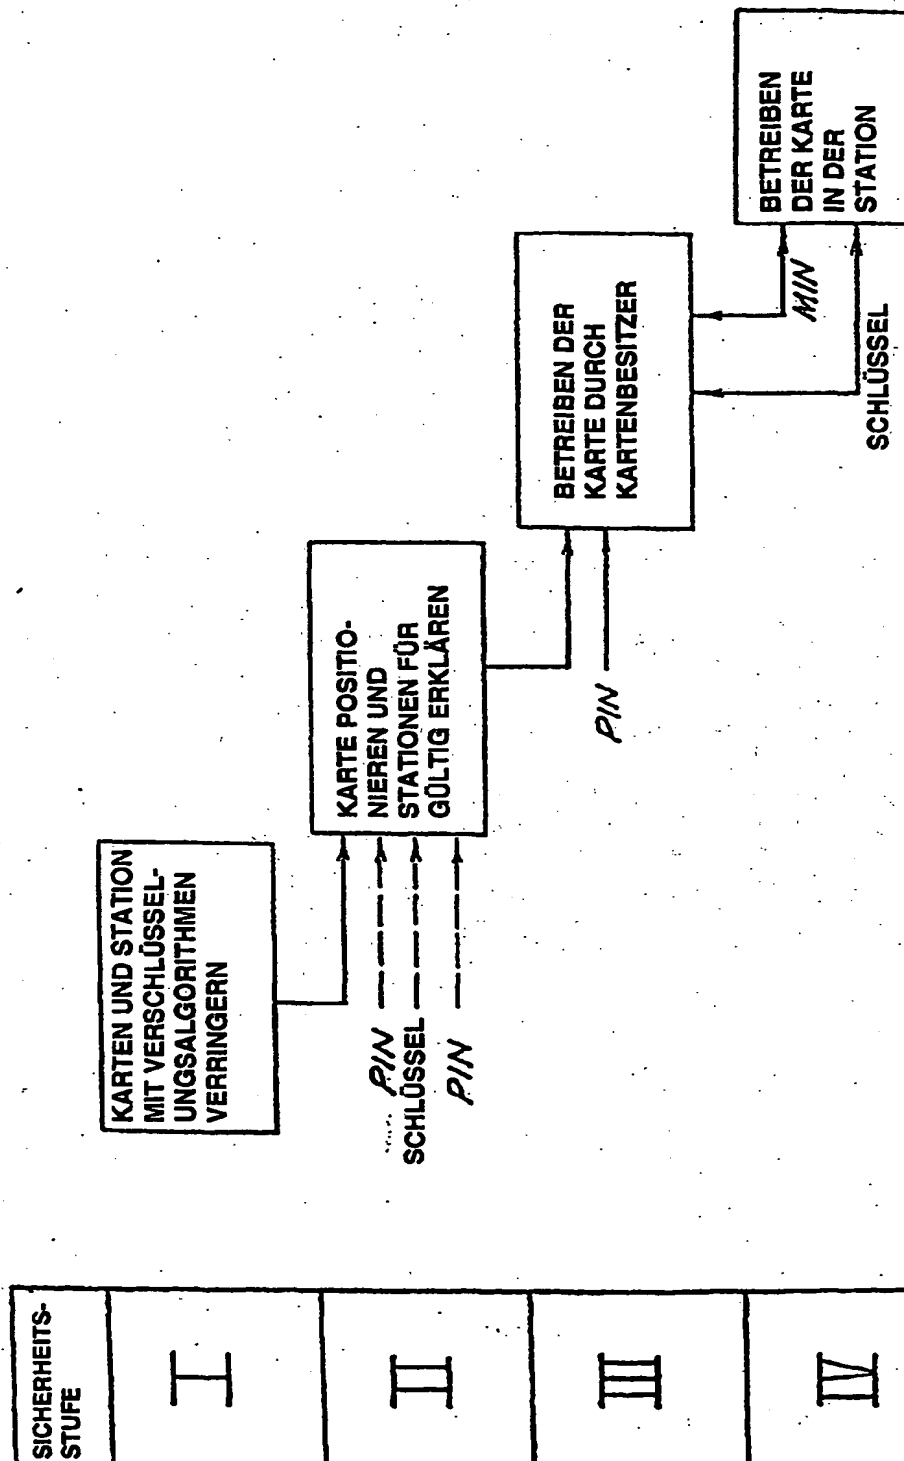 SICHERHEITS-
STUFE
I
KARTEN UND STATION
MIT VERSCHLÜSSEL-
UNGSALGORITHMEN
VERRINGERN
II
PIN
SCHLÜSSEL
PIN
KARTE POSITIO-
NIEREN UND
STATIONEN FÜR
GÜLTIG ERKLÄREN
III
PIN
BETREIBEN DER
KARTE DURCH
KARTENBESITZER
IV
MIN
SCHLÜSSEL
BETREIBEN
DER KARTE
IN DER
STATION